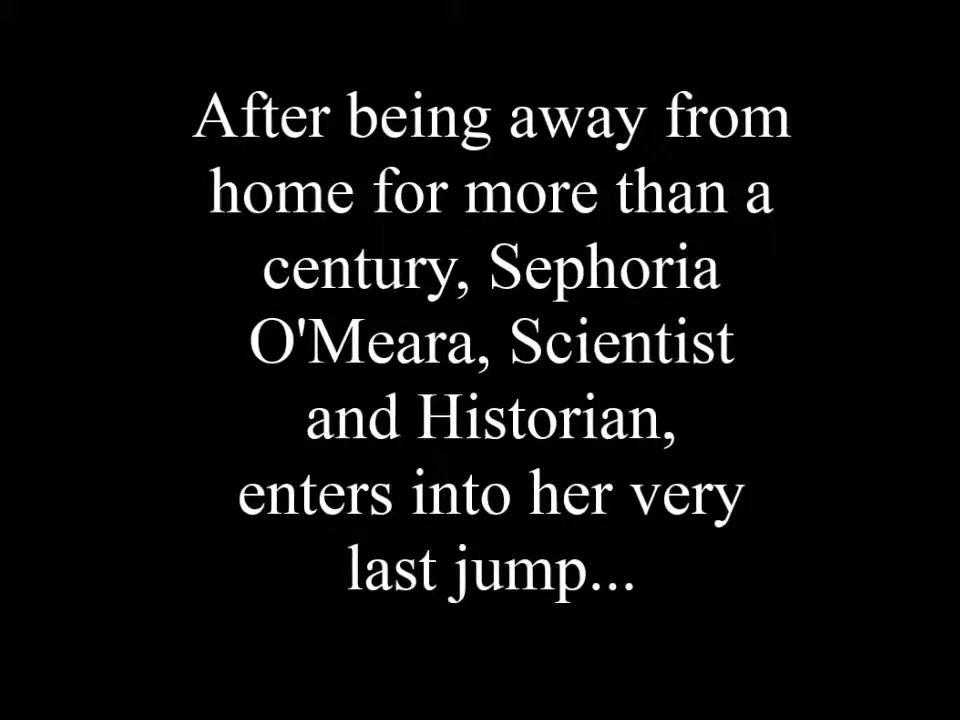 After being away from
home for more than a
century, Sephoria
O'Meara, Scientist
and Historian,
enters into her very
last jump...